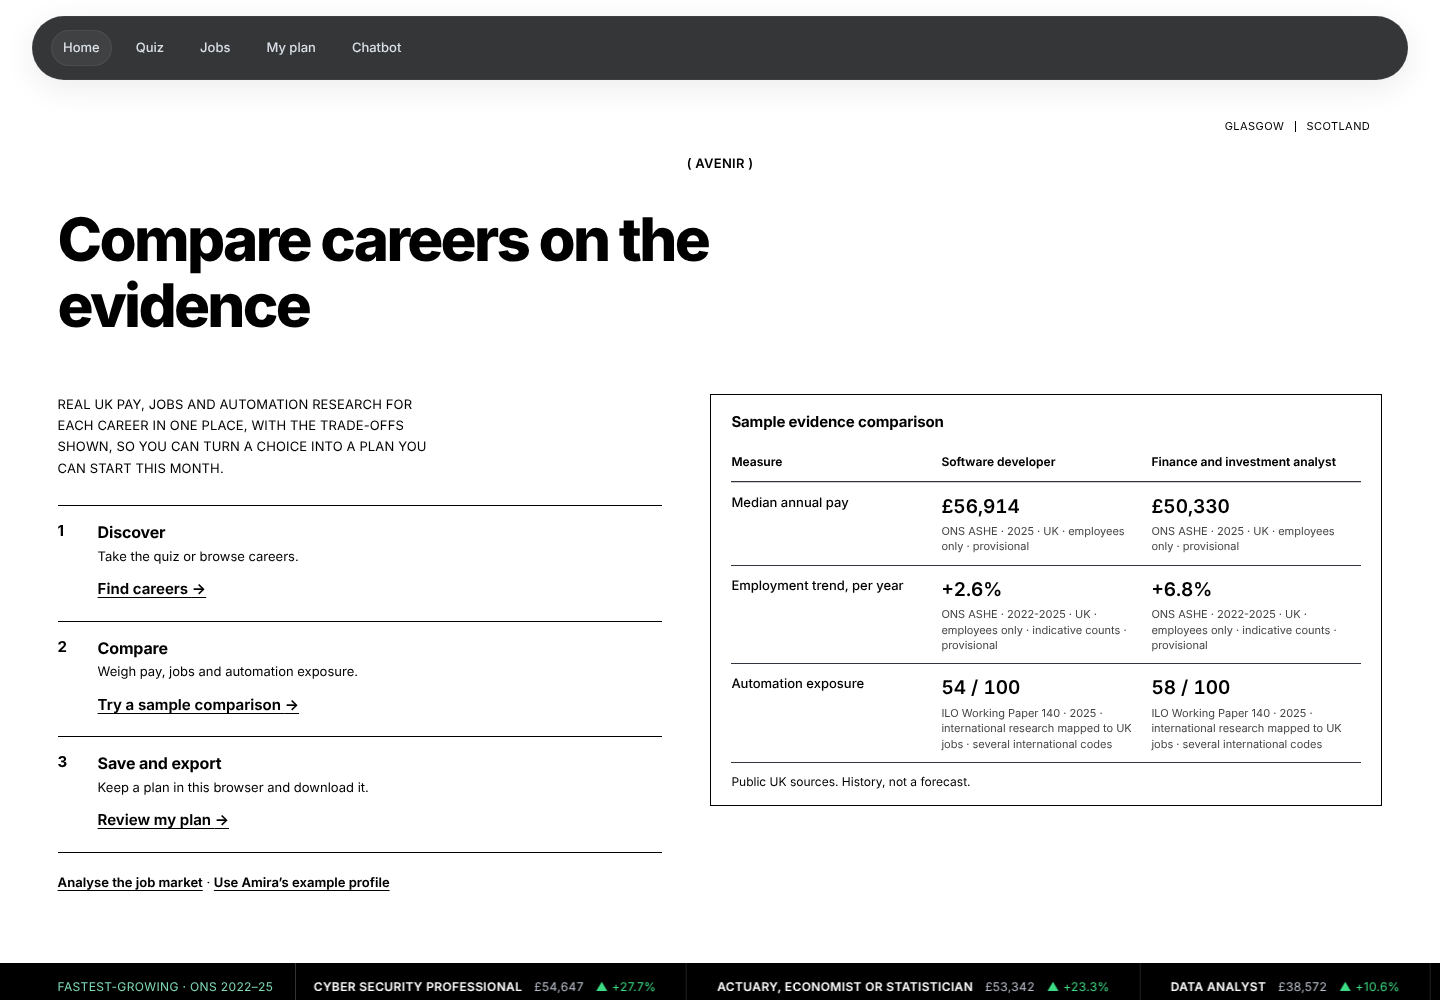 Home Quiz Jobs My plan Chatbot
GLASGOW | SCOTLAND
( AVENIR )
Compare careers on the
evidence
REAL UK PAY, JOBS AND AUTOMATION RESEARCH FOR
EACH CAREER IN ONE PLACE, WITH THE TRADE-OFFS
SHOWN, SO YOU CAN TURN A CHOICE INTO A PLAN YOU
CAN START THIS MONTH.
1 Discover
Take the quiz or browse careers.
Find careers →
2 Compare
Weigh pay, jobs and automation exposure.
Try a sample comparison →
3 Save and export
Keep a plan in this browser and download it.
Review my plan →
Analyse the job market · Use Amira’s example profile
Sample evidence comparison
Measure Software developer Finance and investment analyst
Median annual pay £56,914 £50,330
ONS ASHE · 2025 · UK · employees ONS ASHE · 2025 · UK · employees
only · provisional only · provisional
Employment trend, per year +2.6% +6.8%
ONS ASHE · 2022-2025 · UK · ONS ASHE · 2022-2025 · UK ·
employees only · indicative counts · employees only · indicative counts ·
provisional provisional
Automation exposure 54 / 100 58 / 100
ILO Working Paper 140 · 2025 · ILO Working Paper 140 · 2025 ·
international research mapped to UK international research mapped to UK
jobs · several international codes jobs · several international codes
Public UK sources. History, not a forecast.
FASTEST-GROWING · ONS 2022–25 CYBER SECURITY PROFESSIONAL £54,647 ▲ +27.7% ACTUARY, ECONOMIST OR STATISTICIAN £53,342 ▲ +23.3% DATA ANALYST £38,572 ▲ +10.6%